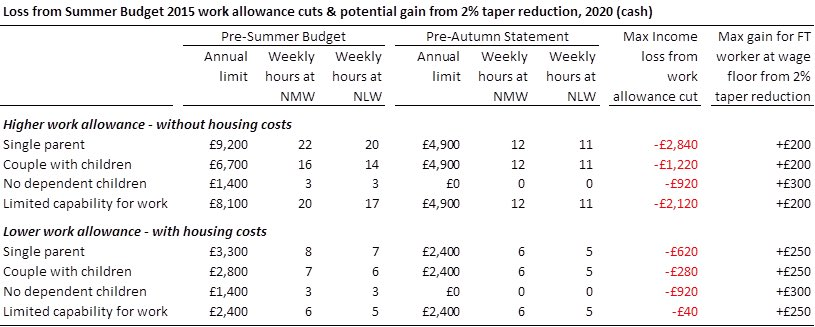 Loss from Summer Budget 2015 work allowance cuts & potential gain from 2% taper reduction, 2020 (cash)
Pre-Summer Budget Pre-Autumn Statement Max Income Max gain for FT
Annual Weekly Weekly Annual Weekly Weekly loss from worker at wage
limit hours at hours at limit hours at hours at work floor from 2%
NMW NLW NMW NLW allowance cut taper reduction
Higher work allowance - without housing costs
Single parent £9,200 22 20 £4,900 12 11 -£2,840 +£200
Couple with children £6,700 16 14 £4,900 12 11 -£1,220 +£200
No dependent children £1,400 3 3 £0 0 0 -£920 +£300
Limited capability for work £8,100 20 17 £4,900 12 11 -£2,120 +£200
Lower work allowance - with housing costs
Single parent £3,300 8 7 £2,400 6 5 -£620 +£250
Couple with children £2,800 7 6 £2,400 6 5 -£280 +£250
No dependent children £1,400 3 3 £0 0 0 -£920 +£300
Limited capability for work £2,400 6 5 £2,400 6 5 -£40 +£250